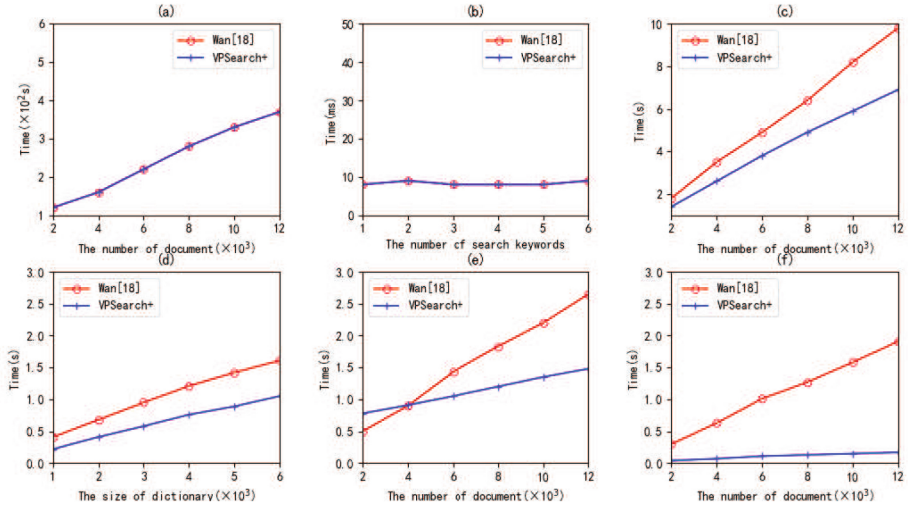 (a)
Time(×10²s)
6
5
4
3
2
1
Wan[18]
VPSearch+
2 4 6 8 10 12
The number of document(×10³)
(b)
Time(ms)
50
40
30
20
10
0
Wan[18]
VPSearch+
1 2 3 4 5 6
The number cf search keywords
(c)
Time(s)
10
8
6
4
2
Wan[18]
VPSearch+
2 4 6 8 10 12
The number of document(×10³)
(d)
Time(s)
3.0
2.5
2.0
1.5
1.0
0.5
0.0
Wan[18]
VPSearch+
1 2 3 4 5 6
The size of dictionary(×10³)
(e)
Time(s)
3.0
2.5
2.0
1.5
1.0
0.5
0.0
Wan[18]
VPSearch+
2 4 6 8 10 12
The number of document(×10³)
(f)
Time(s)
3.0
2.5
2.0
1.5
1.0
0.5
0.0
Wan[18]
VPSearch+
2 4 6 8 10 12
The number of document(×10³)